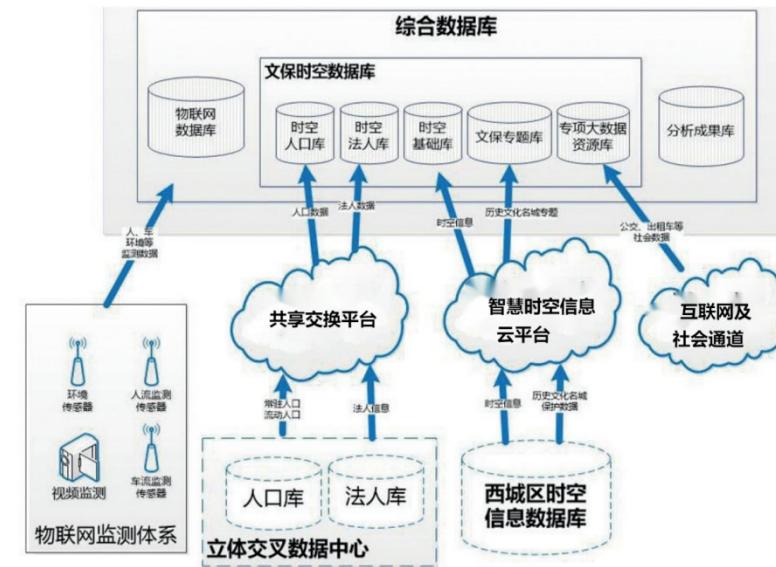 综合数据库
文保时空数据库
物联网
数据库
时空
人口库
时空
法人库
时空
基础库
文保专题库
专项大数据
资源库
分析成果库
人、车
环境等
监测数据
人口数据
法人数据
时空信息
历史文化名城专题
公交、出租车等
社会数据
共享交换平台
智慧时空信息
云平台
互联网及
社会通道
环境
传感器
人流监测
传感器
视频监测
车流监测
传感器
物联网监测体系
常驻人口
流动人口
法人信息
时空信息
历史文化名城
保护数据
人口库
法人库
立体交叉数据中心
西城区时空
信息数据库